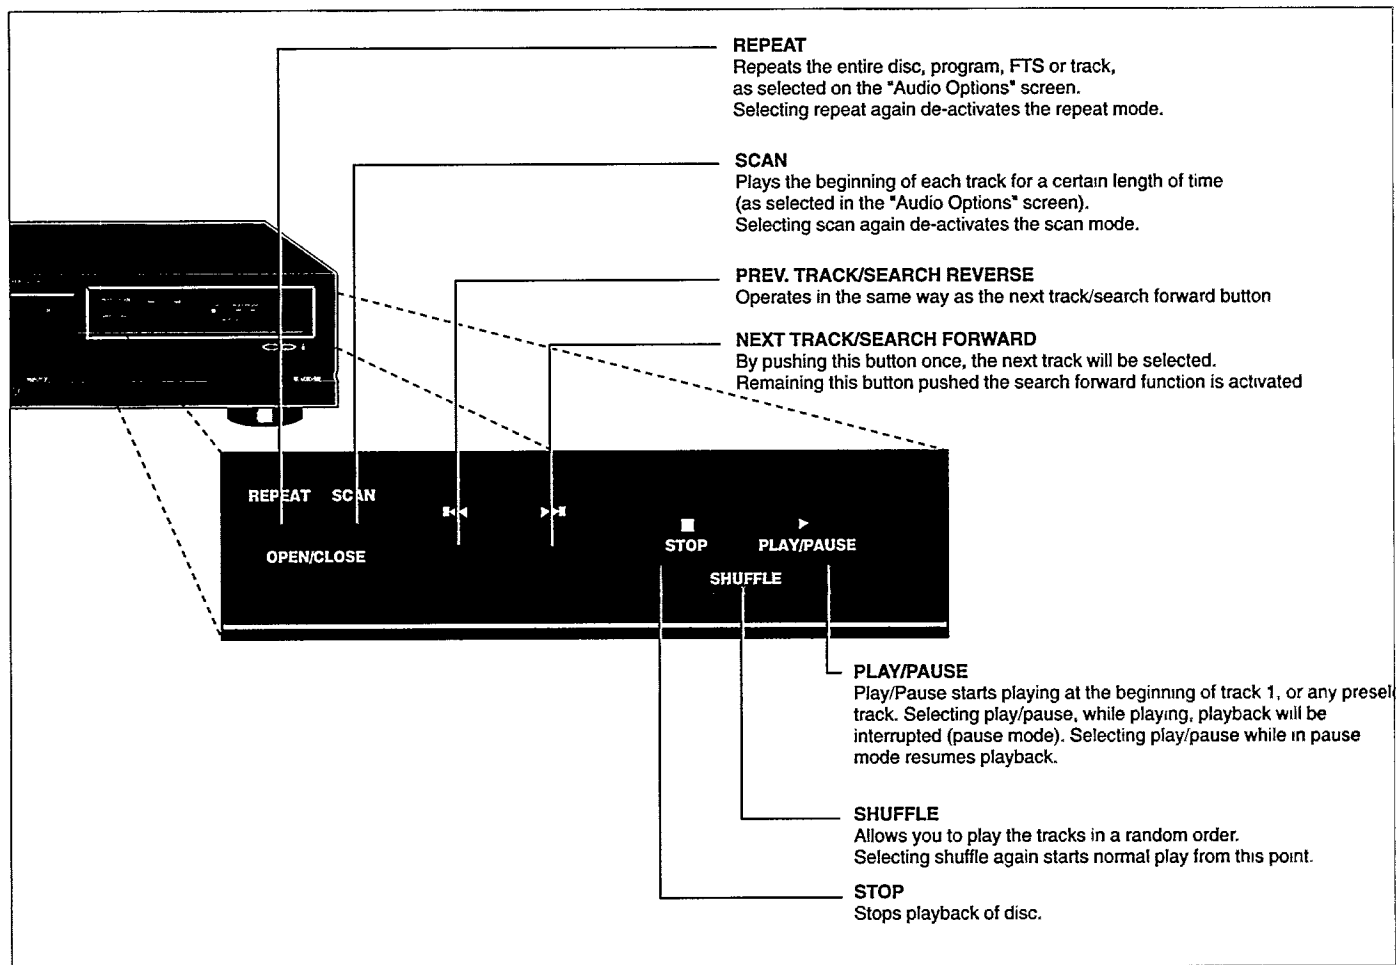 REPEAT
Repeats the entire disc, program, FTS or track,
as selected on the "Audio Options" screen.
Selecting repeat again de-activates the repeat mode.
SCAN
Plays the beginning of each track for a certain length of time
(as selected in the "Audio Options" screen).
Selecting scan again de-activates the scan mode.
PREV. TRACK/SEARCH REVERSE
Operates in the same way as the next track/search forward button
NEXT TRACK/SEARCH FORWARD
By pushing this button once, the next track will be selected.
Remaining this button pushed the search forward function is activated
REPEAT SCAN
OPEN/CLOSE
STOP PLAY/PAUSE
SHUFFLE
PLAY/PAUSE
Play/Pause starts playing at the beginning of track 1, or any
track. Selecting play/pause, while playing, playback will be
interrupted (pause mode). Selecting play/pause while in pause
mode resumes playback.
SHUFFLE
Allows you to play the tracks in a random order.
Selecting shuffle again starts normal play from this point.
STOP
Stops playback of disc.